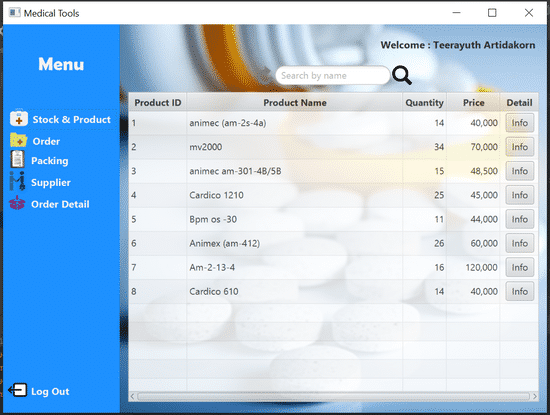 Medical Tools
Welcome : Teerayuth Artidakorn
Menu
Search by name
Stock & Product
Order
Packing
Supplier
Order Detail
Log Out
Product ID Product Name Quantity Price Detail
1 animec (am-2s-4a) 14 40,000 Info
2 mv2000 34 70,000 Info
3 animec am-301-4B/5B 15 48,500 Info
4 Cardico 1210 25 45,000 Info
5 Bpm os -30 11 44,000 Info
6 Animex (am-412) 26 60,000 Info
7 Am-2-13-4 16 120,000 Info
8 Cardico 610 14 40,000 Info